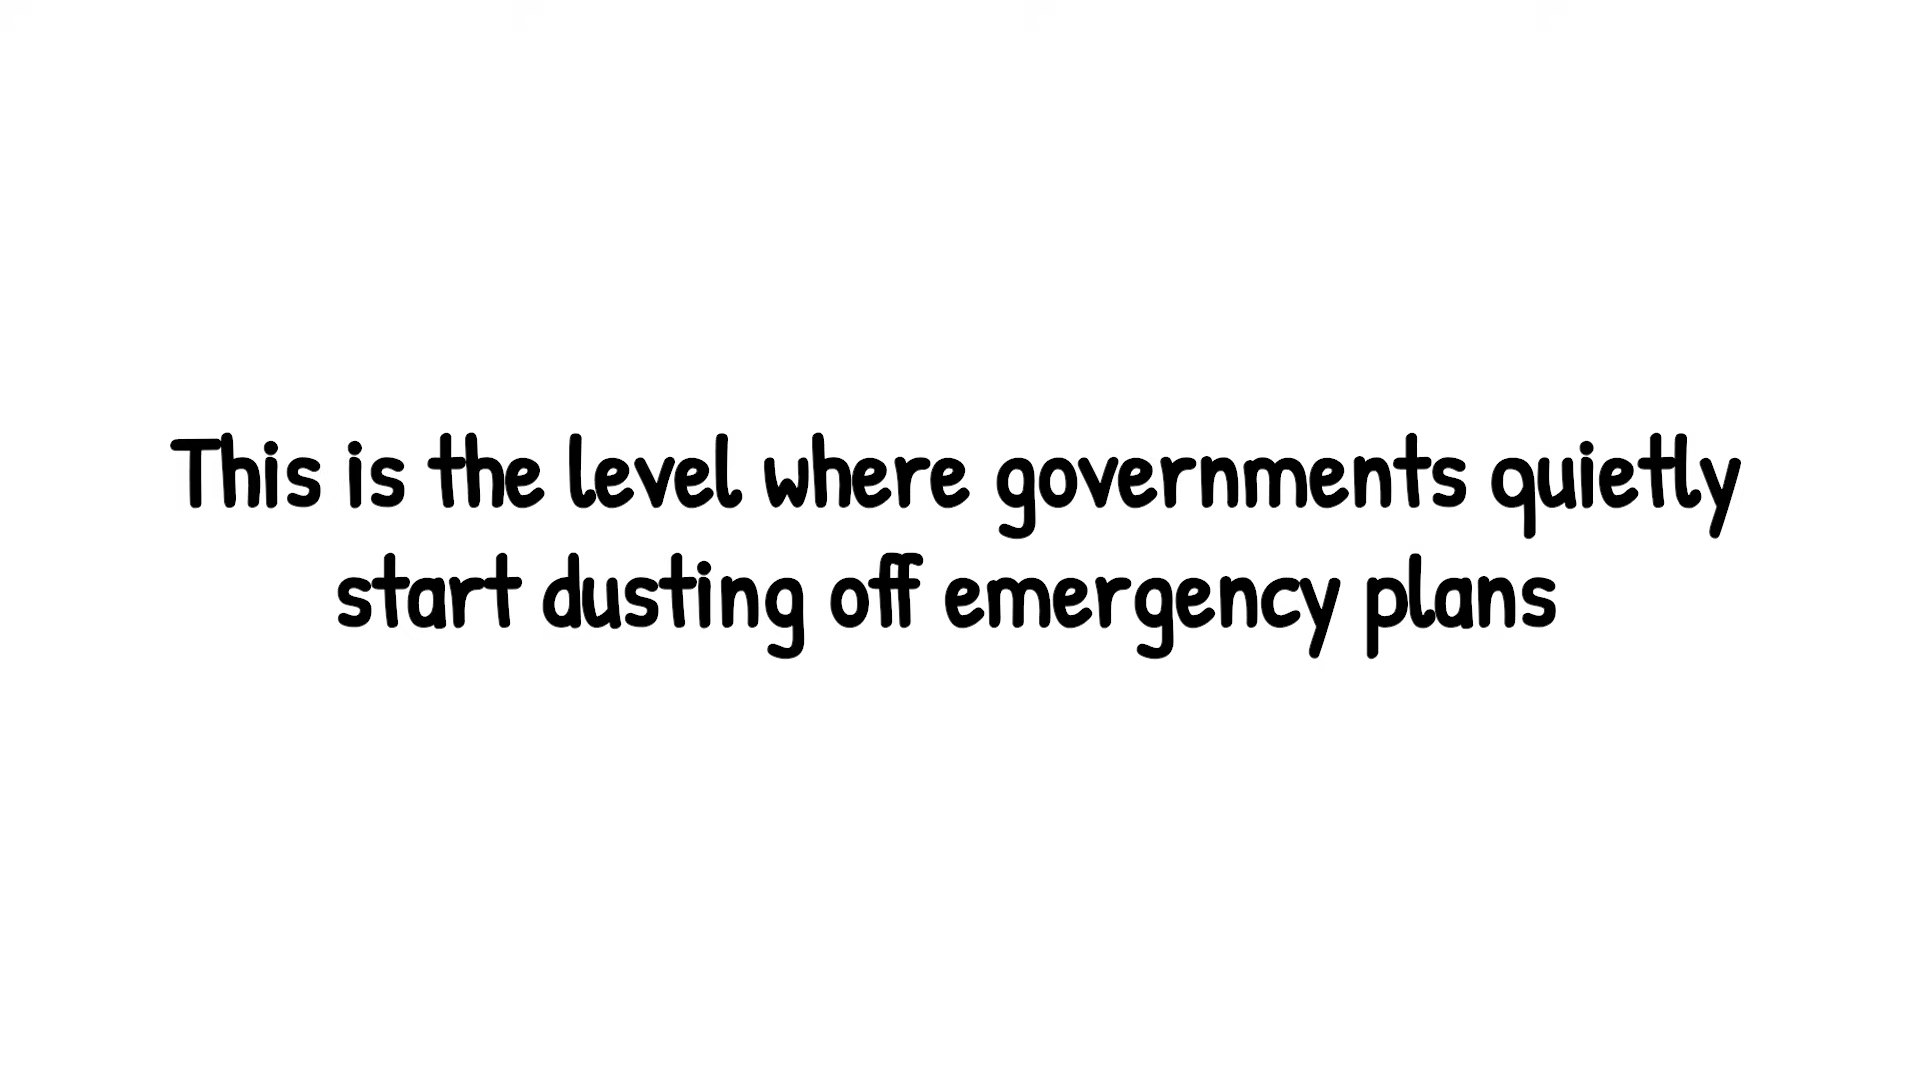 This is the level where governments quietly
start dusting off emergency plans